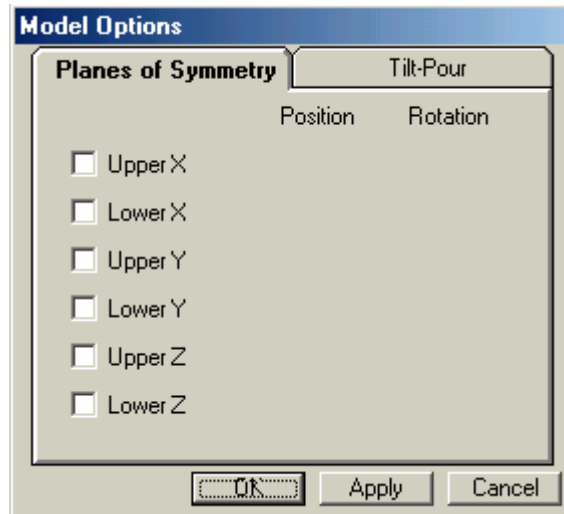 Model Options
Planes of Symmetry Tilt-Pour
Position Rotation
Upper X
Lower X
Upper Y
Lower Y
Upper Z
Lower Z
OK Apply Cancel